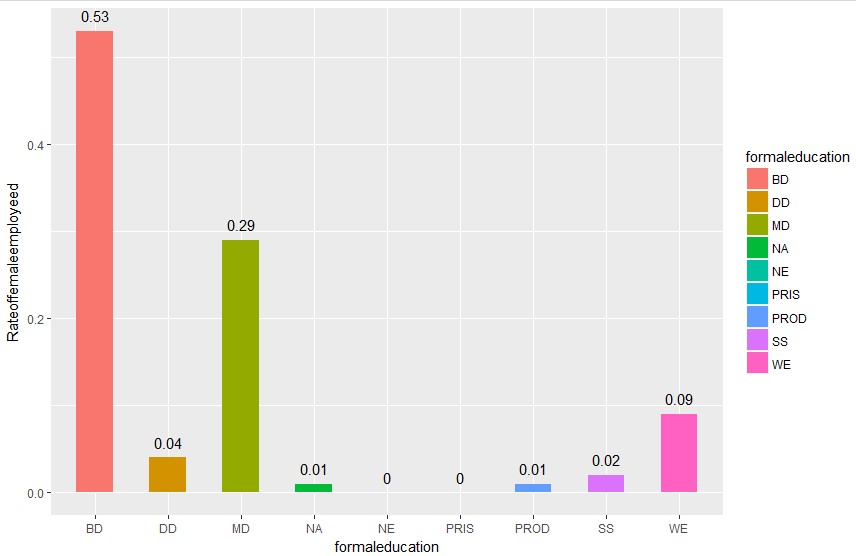 0.53
0.29
0.09
0.04
0.02
0.01
0.01
0
0
0.4
0.2
0.0
Rateoffemaleemployeed
BD DD MD NA NE PRIS PROD SS WE
formaleducation
formaleducation
BD
DD
MD
NA
NE
PRIS
PROD
SS
WE